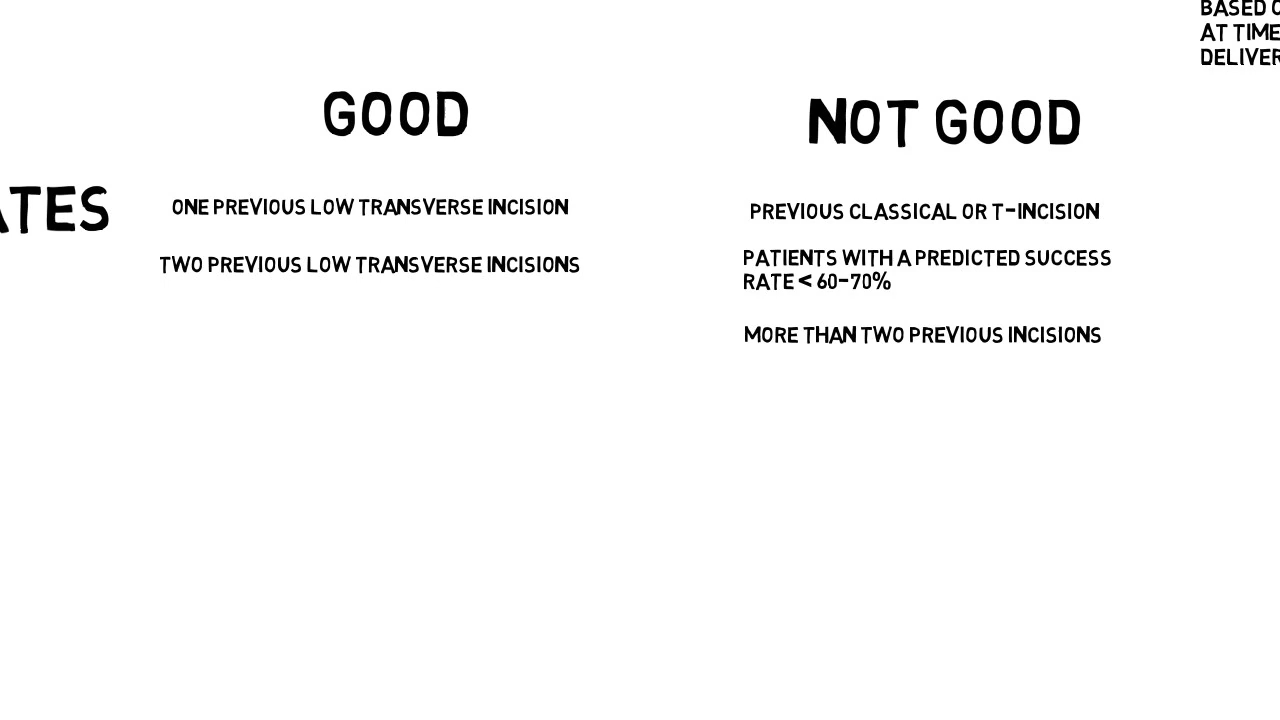 GOOD
ONE PREVIOUS LOW TRANSVERSE INCISION
TWO PREVIOUS LOW TRANSVERSE INCISIONS
NOT GOOD
PREVIOUS CLASSICAL OR T-INCISION
PATIENTS WITH A PREDICTED SUCCESS
RATE < 60-70%
MORE THAN TWO PREVIOUS INCISIONS
BASED
AT TIME